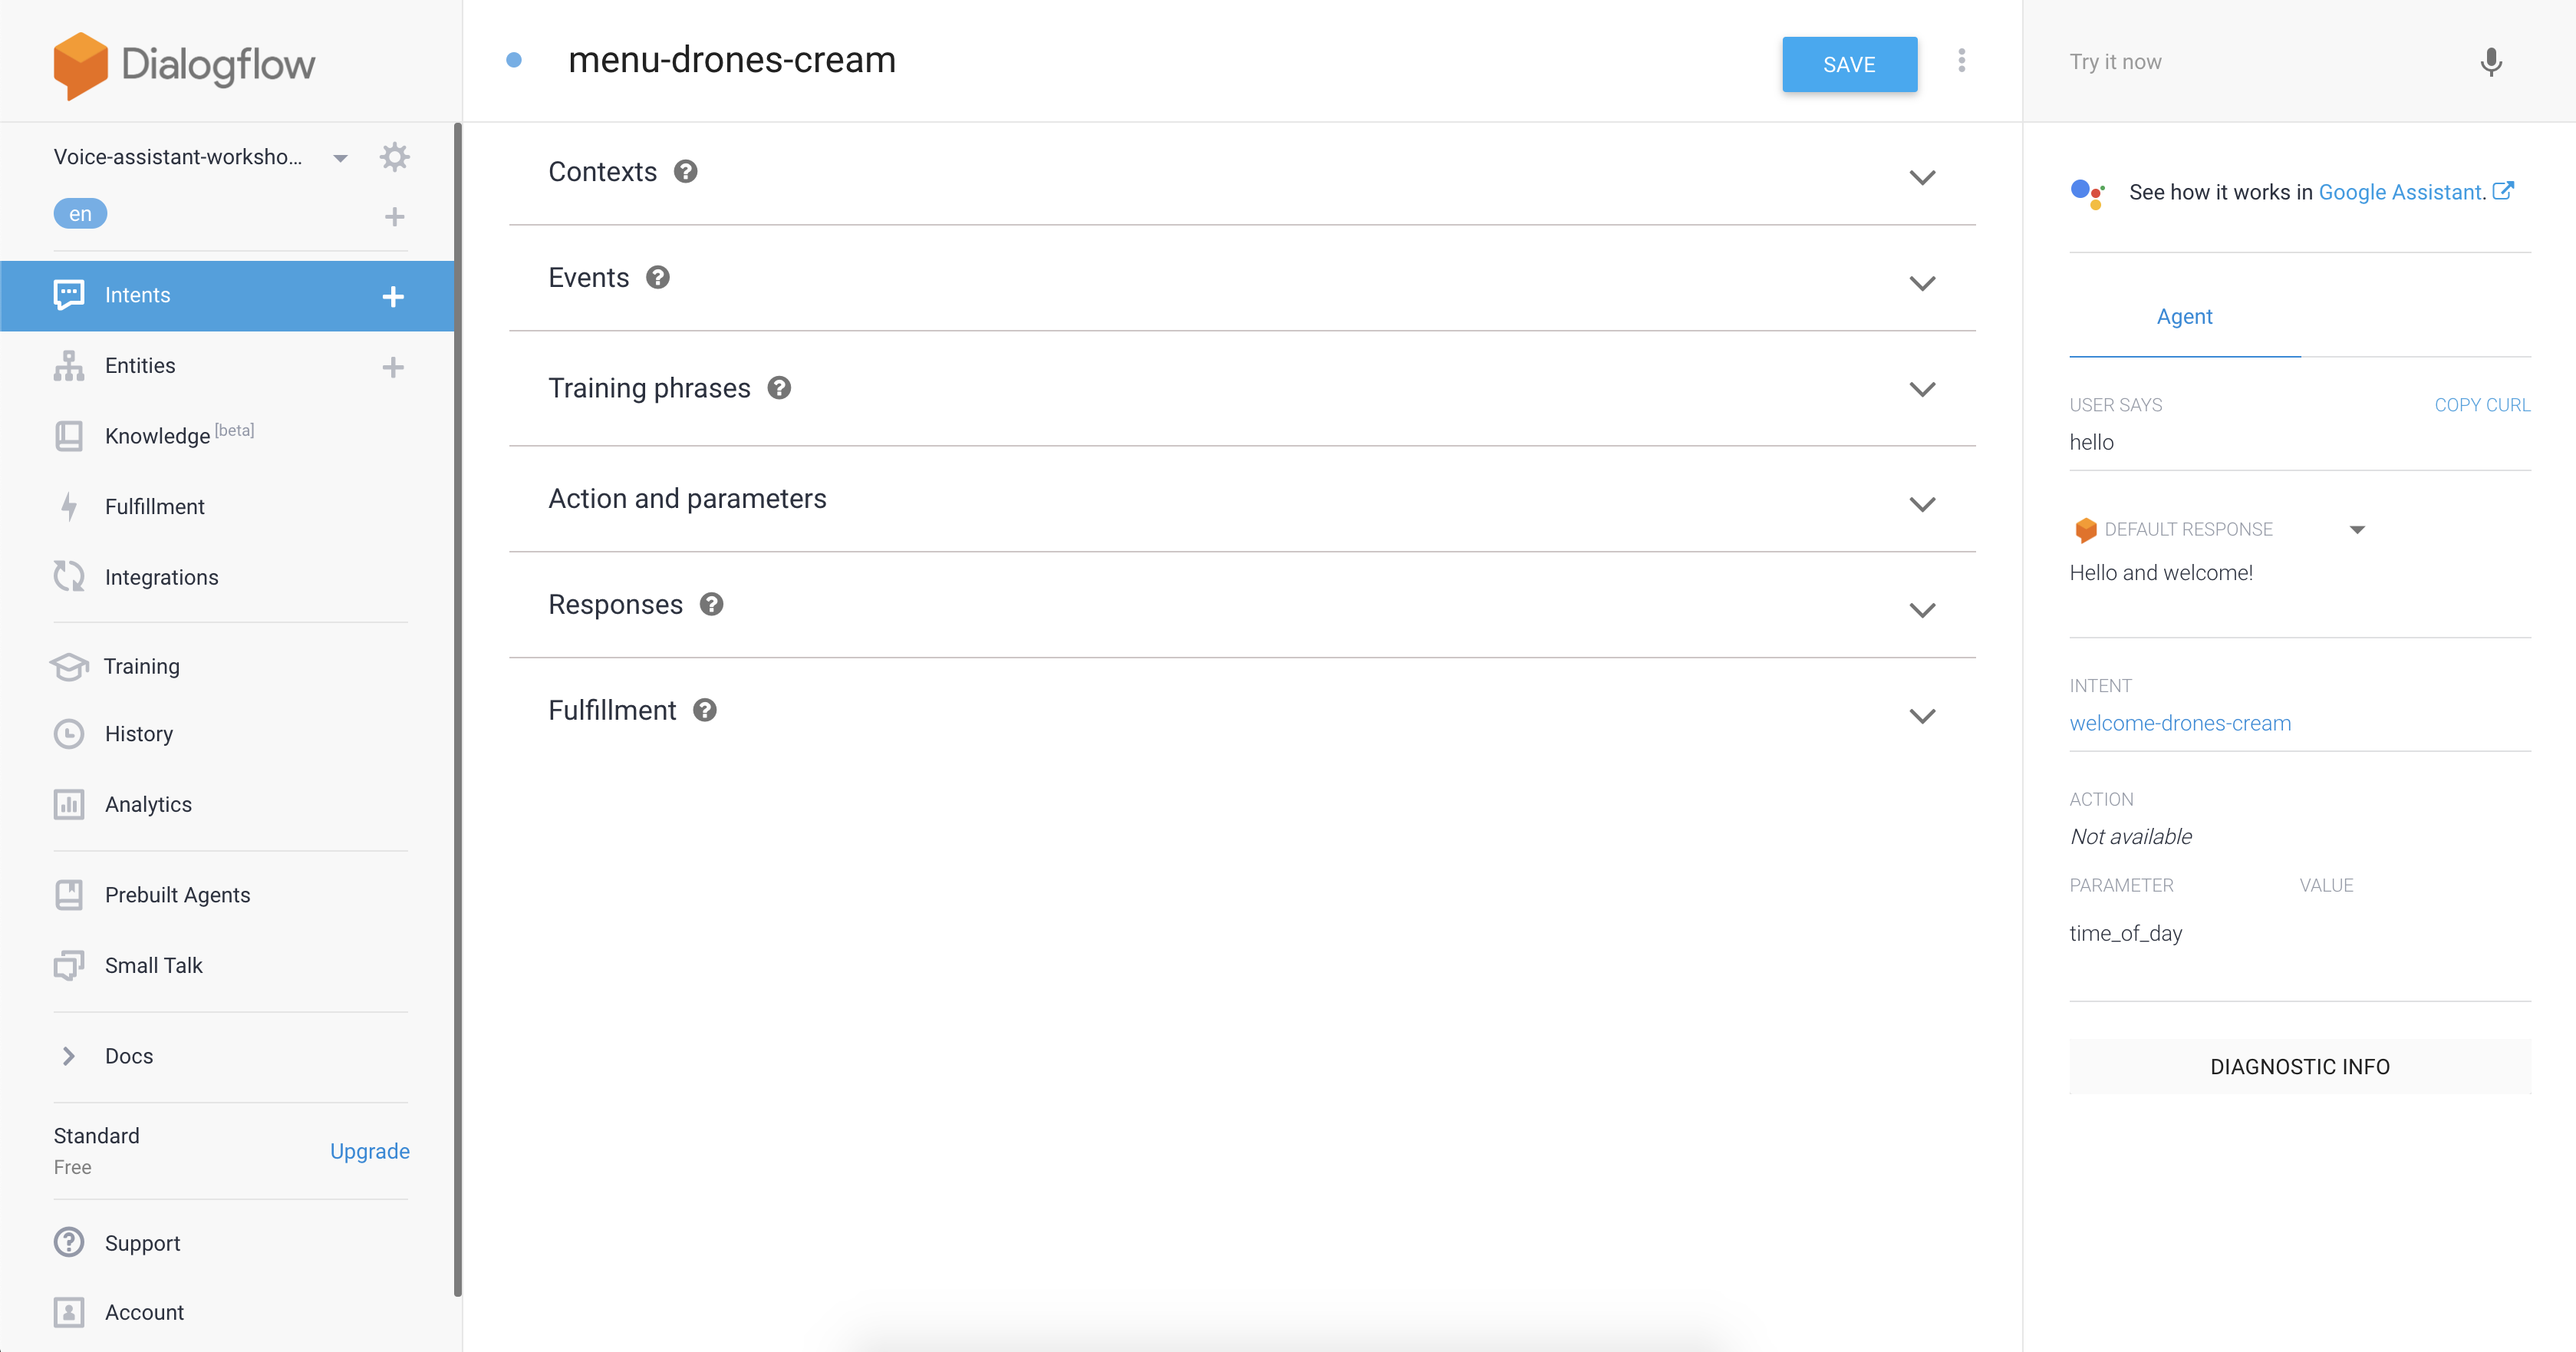 Dialogflow
Voice-assistant-worksho...
en
Intents
Entities
Knowledge [beta]
Fulfillment
Integrations
Training
History
Analytics
Prebuilt Agents
Small Talk
Docs
Standard
Free
Upgrade
Support
Account
menu-drones-cream
SAVE
Contexts
Events
Training phrases
Action and parameters
Responses
Fulfillment
Try it now
See how it works in Google Assistant.
Agent
USER SAYS COPY CURL
hello
DEFAULT RESPONSE
Hello and welcome!
INTENT
welcome-drones-cream
ACTION
Not available
PARAMETER VALUE
time_of_day
DIAGNOSTIC INFO